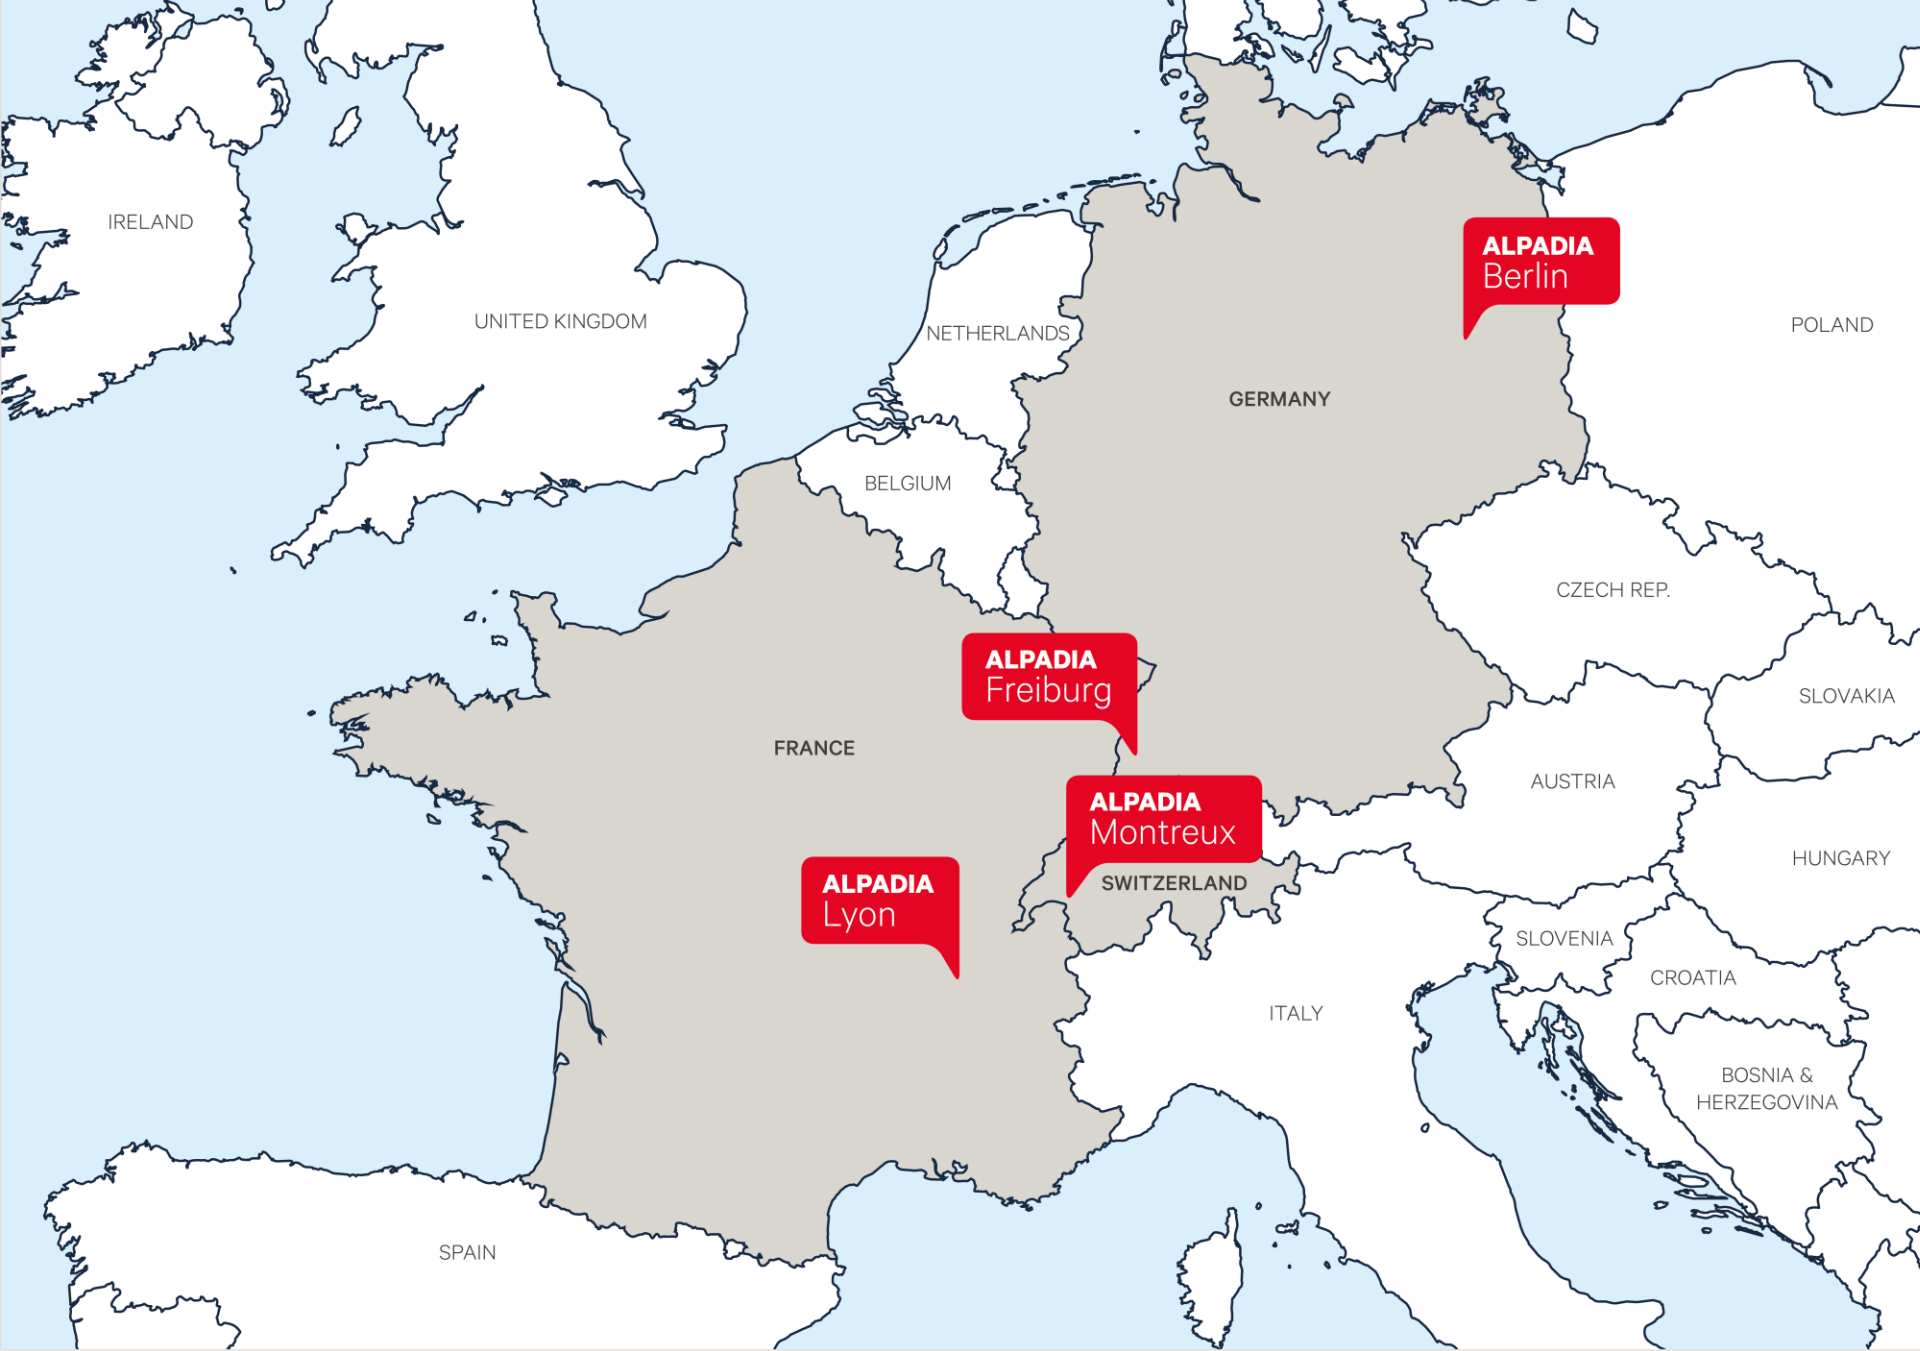 IRELAND
UNITED KINGDOM
NETHERLANDS
BELGIUM
ALPADIA
Berlin
POLAND
GERMANY
CZECH REP.
ALPADIA
Freiburg
SLOVAKIA
FRANCE
AUSTRIA
ALPADIA
Montreux
HUNGARY
SWITZERLAND
ALPADIA
Lyon
SLOVENIA
CROATIA
ITALY
BOSNIA &
HERZEGOVINA
SPAIN